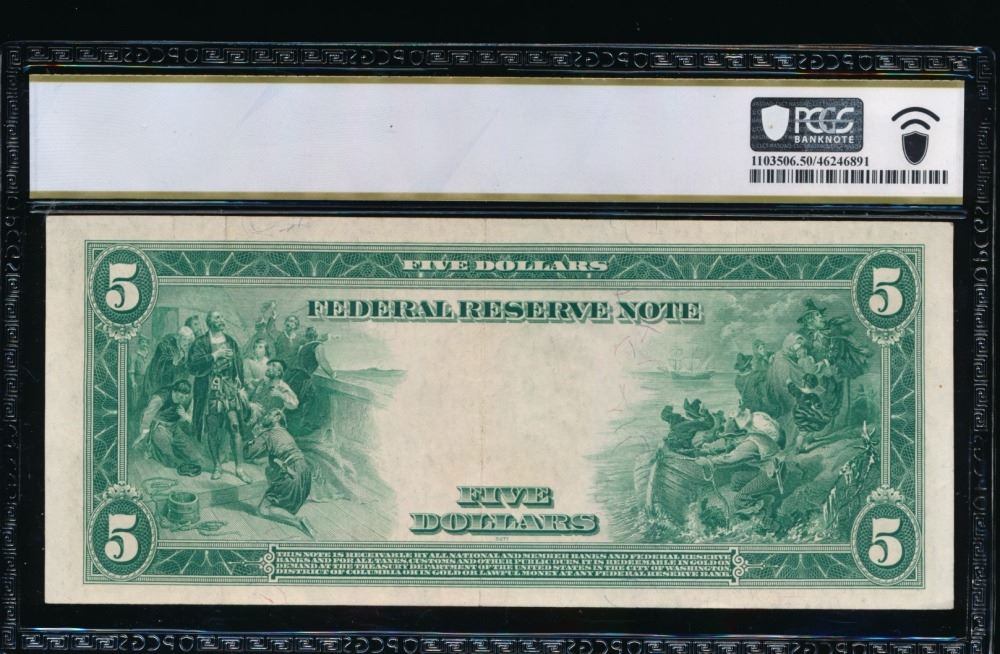 PCGS
BANKNOTE
1103506.50/46246891
5
FIVE DOLLARS
5
FEDERAL RESERVE NOTE
FIVE
DOLLARS
5
5
THIS NOTE IS RECEIVABLE BY ALL NATIONAL AND MEMBER BANKS AND FEDERAL RESERVE
BANKS AND FOR ALL TAXES, CUSTOMS AND OTHER PUBLIC DUES. IT IS REDEEMABLE IN GOLD ON
DEMAND AT THE TREASURY DEPARTMENT OF THE UNITED STATES IN THE CITY OF WASHINGTON
DISTRICT OF COLUMBIA OR IN GOLD OR LAWFUL MONEY AT ANY FEDERAL RESERVE BANK.